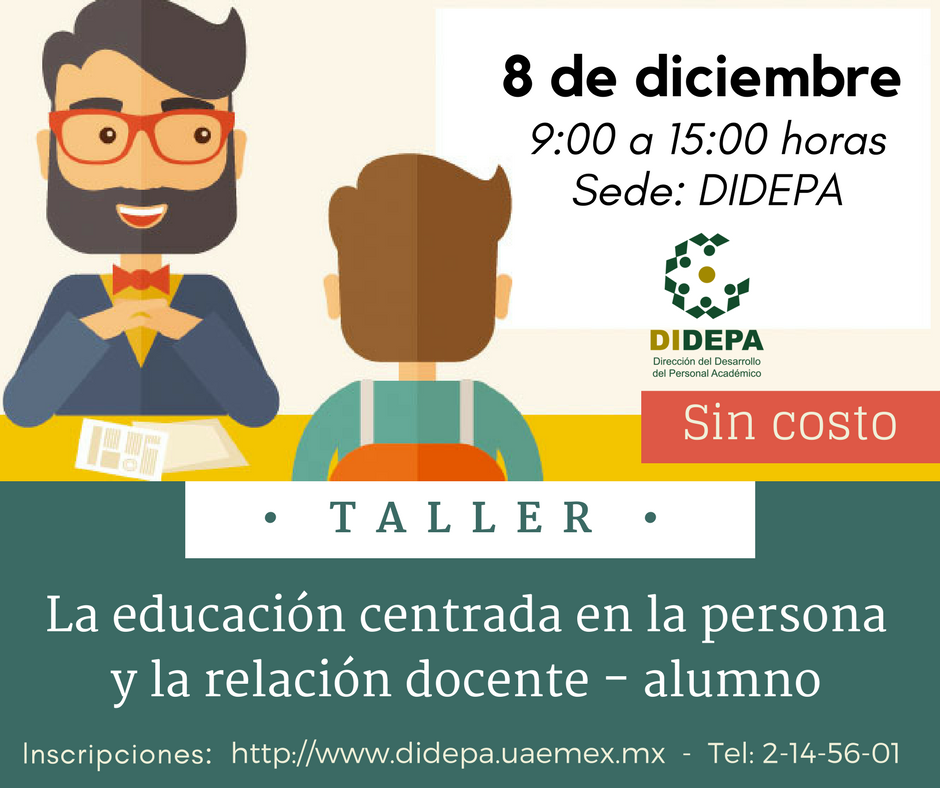 8 de diciembre
9:00 a 15:00 horas
Sede: DIDEPA
DIDEPA
Dirección del Desarrollo
del Personal Académico
Sin costo
• TALLER •
La educación centrada en la persona
y la relación docente - alumno
Inscripciones: http://www.didepa.uaemex.mx - Tel: 2-14-56-01